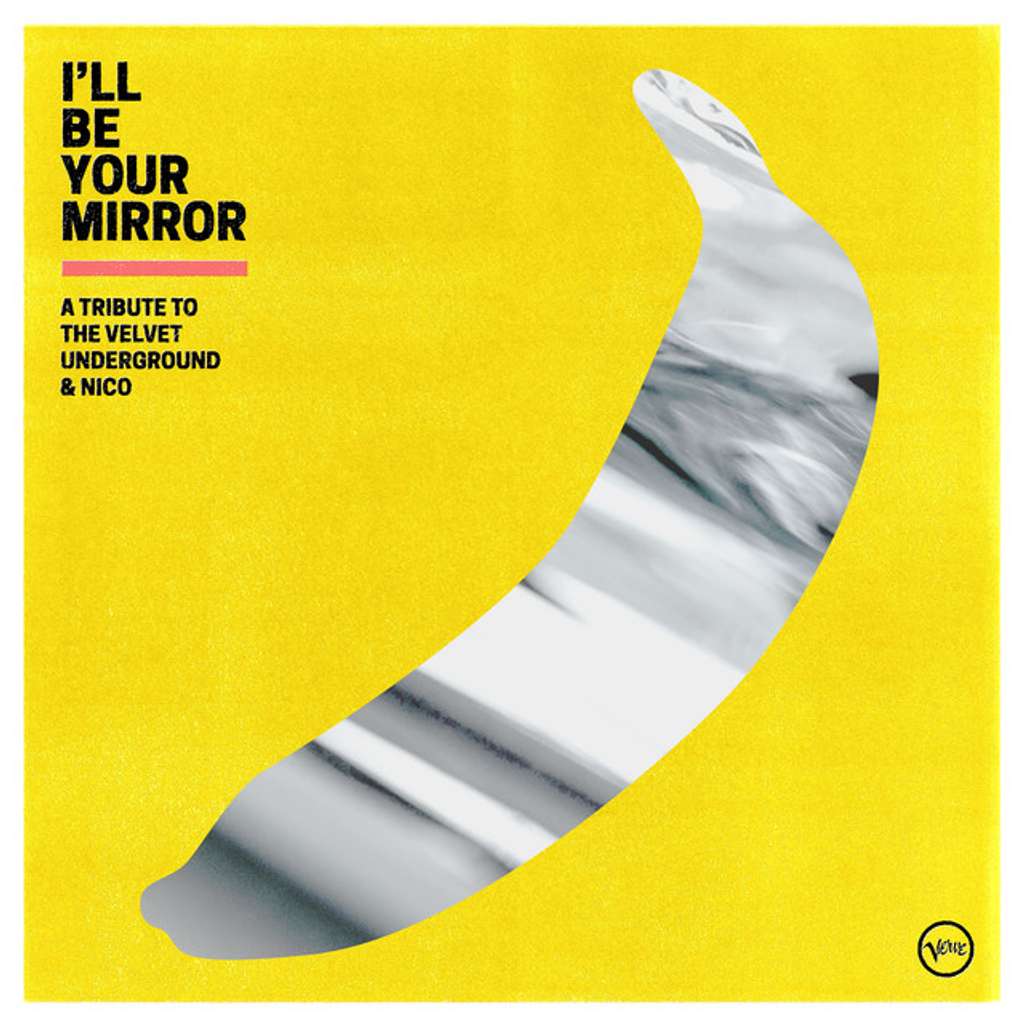 I'LL
BE
YOUR
MIRROR
A TRIBUTE TO
THE VELVET
UNDERGROUND
& NICO
Verve